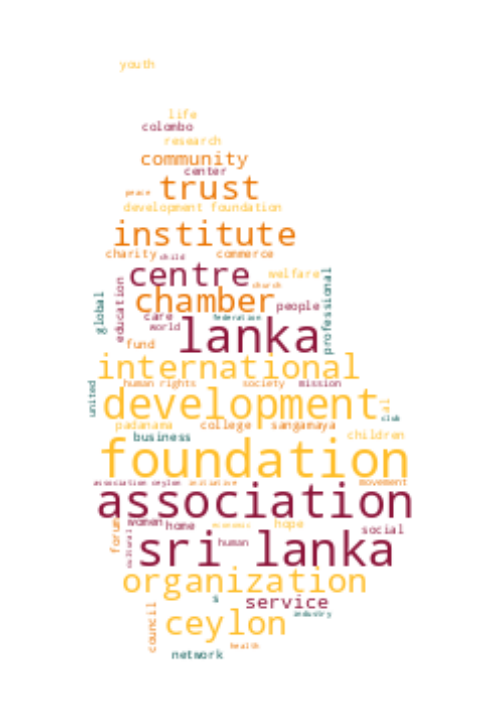 youth
life
colombo
research
community
center
peace
trust
development foundation
institute
charity
child
commerce
centre
welfare
church
education
global
professional
chamber
people
care
federation
world
lanka
fund
international
human rights
society
mission
united
development
al
club
padanama
college
sangamaya
business
children
foundation
association ceylon
initiative
movement
association
forum
women
home
economic
hope
social
cultural
human
sri lanka
organization
s
service
council
industry
ceylon
health
network